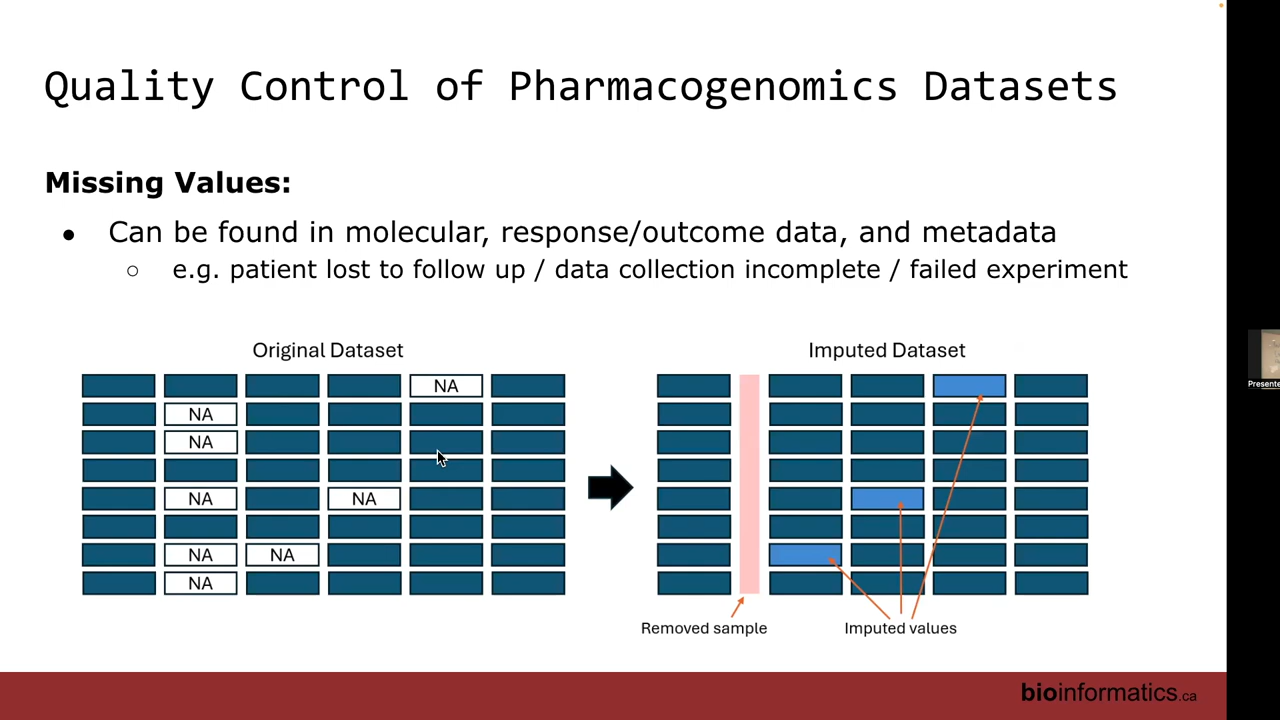 Quality Control of Pharmacogenomics Datasets
Missing Values:
● Can be found in molecular, response/outcome data, and metadata
○ e.g. patient lost to follow up / data collection incomplete / failed experiment
Original Dataset
NA
NA
NA
NA NA
NA NA
NA
Imputed Dataset
Removed sample
Imputed values
bioinformatics.ca